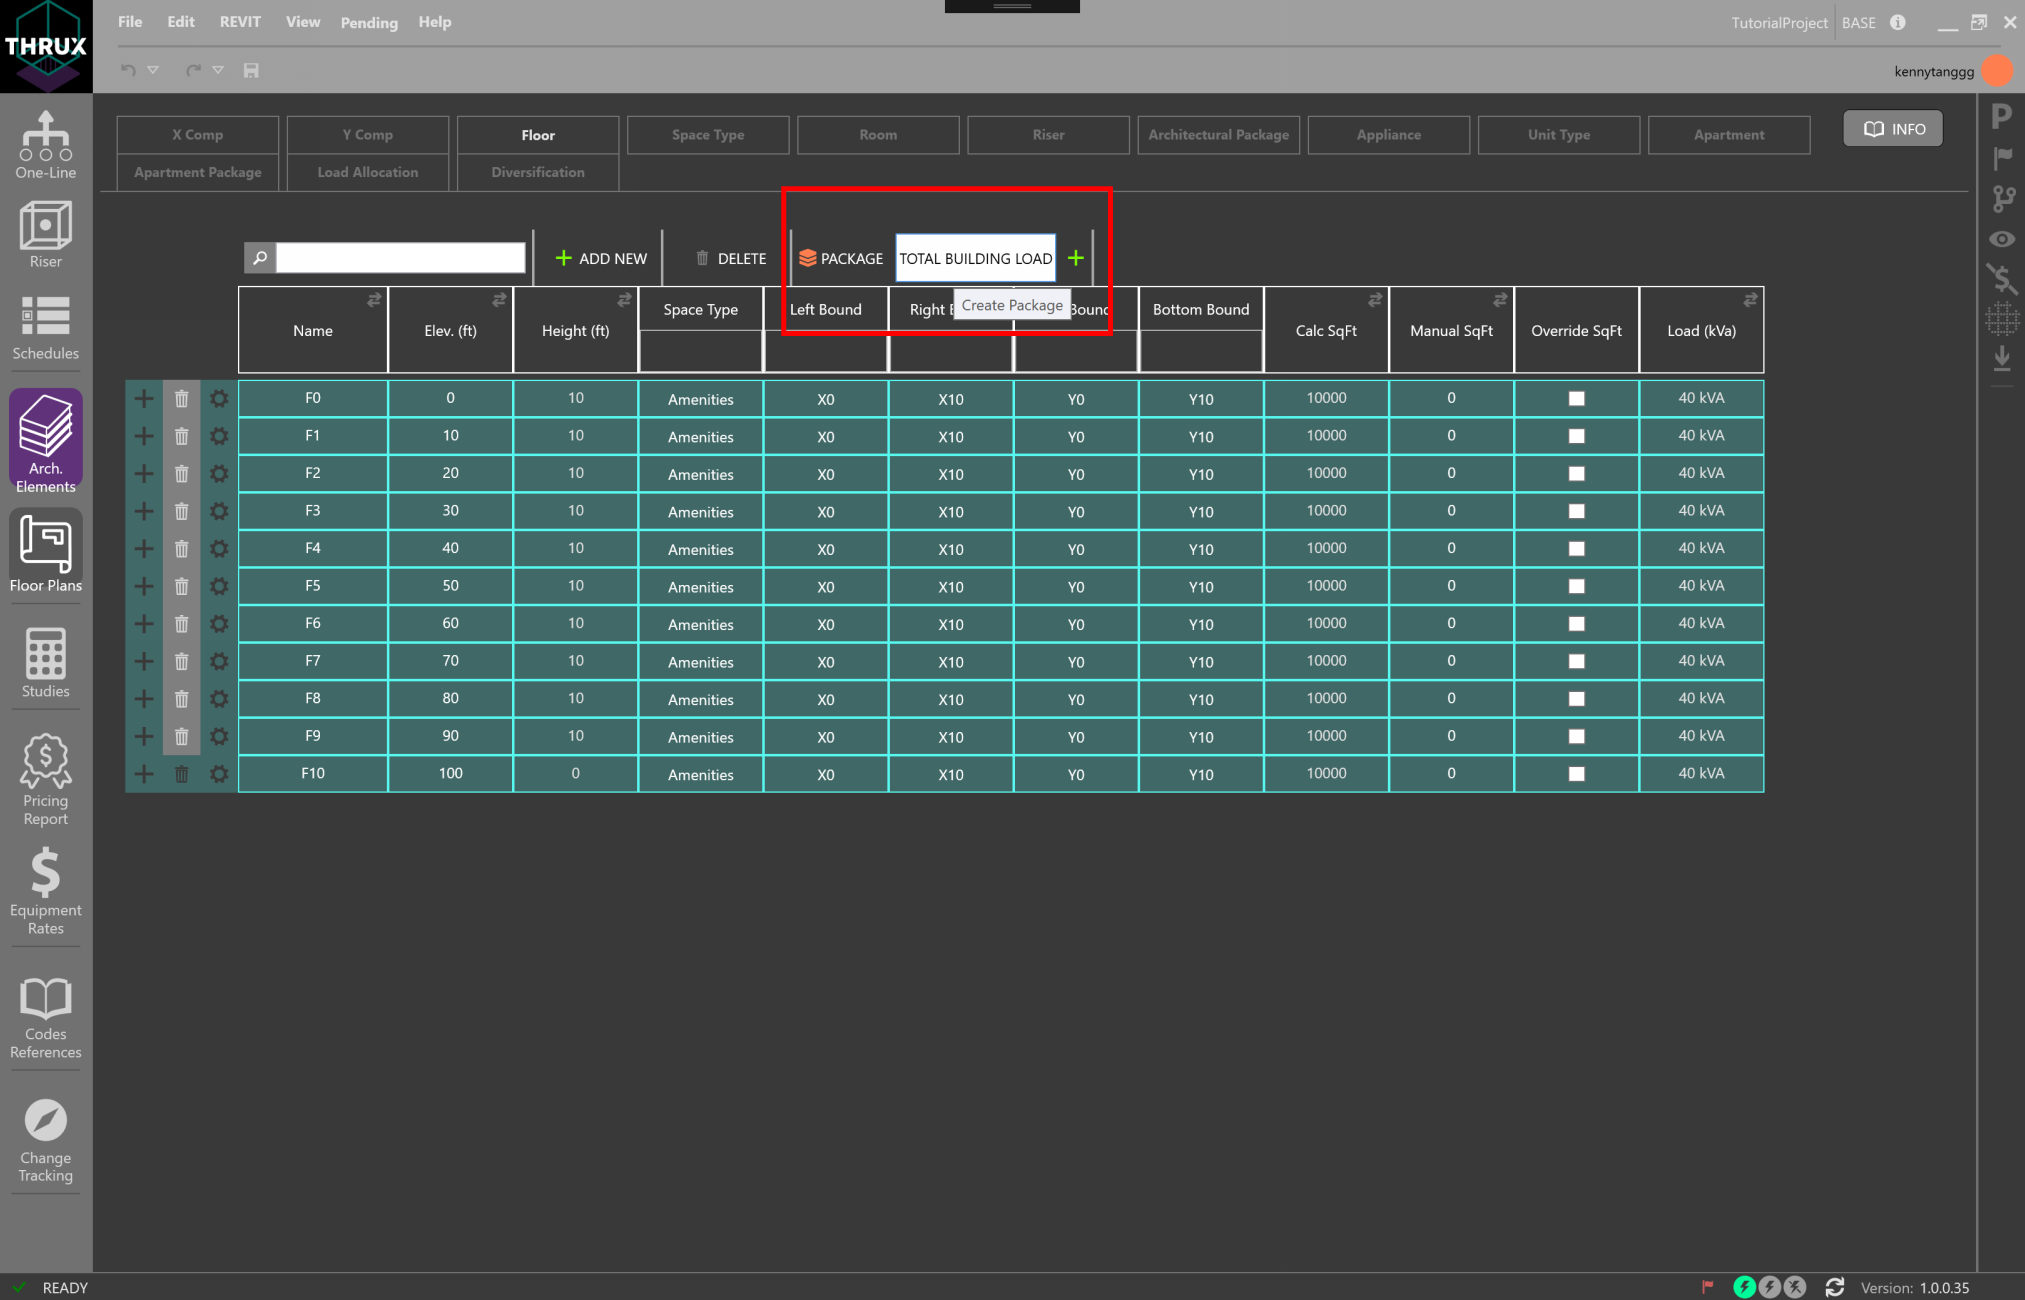 THRUX
File Edit REVIT View Pending Help
TutorialProject BASE
kennytanggg
One-Line
Riser
Schedules
Arch.
Elements
Floor Plans
Studies
Pricing
Report
Equipment
Rates
Codes
References
Change
Tracking
X Comp Y Comp Floor Space Type Room Riser Architectural Package Appliance Unit Type Apartment
INFO
Apartment Package Load Allocation Diversification
ADD NEW DELETE PACKAGE TOTAL BUILDING LOAD
Create Package
Name Elev. (ft) Height (ft) Space Type Left Bound Right Bound Bottom Bound Calc SqFt Manual SqFt Override SqFt Load (kVa)
F0 0 10 Amenities X0 X10 Y0 Y10 10000 0 40 kVA
F1 10 10 Amenities X0 X10 Y0 Y10 10000 0 40 kVA
F2 20 10 Amenities X0 X10 Y0 Y10 10000 0 40 kVA
F3 30 10 Amenities X0 X10 Y0 Y10 10000 0 40 kVA
F4 40 10 Amenities X0 X10 Y0 Y10 10000 0 40 kVA
F5 50 10 Amenities X0 X10 Y0 Y10 10000 0 40 kVA
F6 60 10 Amenities X0 X10 Y0 Y10 10000 0 40 kVA
F7 70 10 Amenities X0 X10 Y0 Y10 10000 0 40 kVA
F8 80 10 Amenities X0 X10 Y0 Y10 10000 0 40 kVA
F9 90 10 Amenities X0 X10 Y0 Y10 10000 0 40 kVA
F10 100 0 Amenities X0 X10 Y0 Y10 10000 0 40 kVA
P
READY
Version: 1.0.0.35